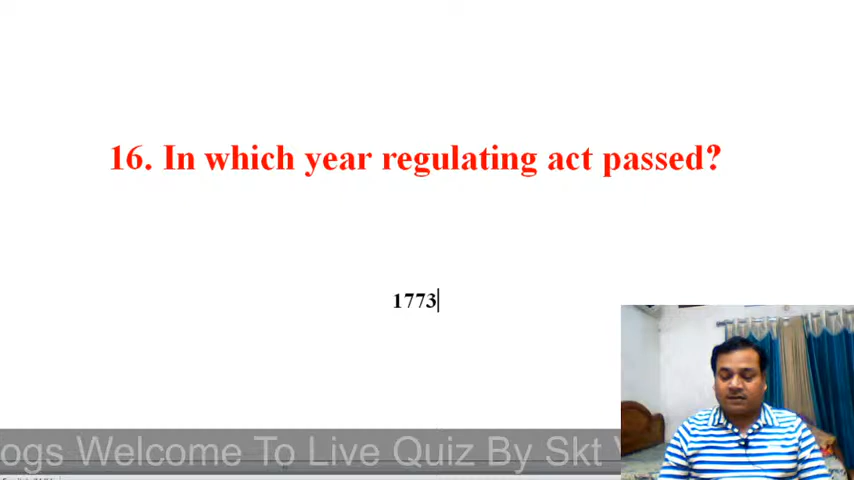 16. In which year regulating act passed?
1773
ogs Welcome To Live Quiz By Skt V